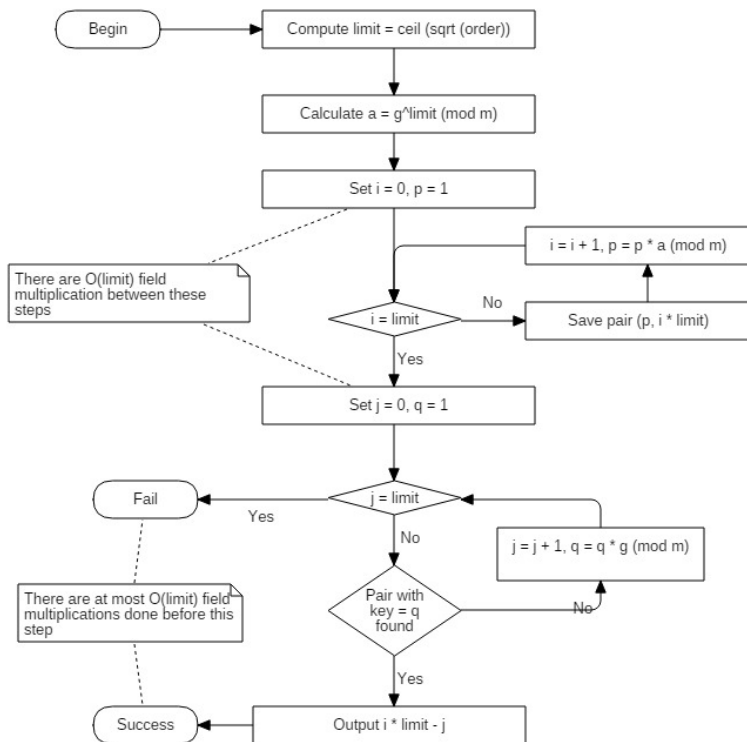 Begin
Compute limit = ceil (sqrt (order))
Calculate a = g^limit (mod m)
Set i = 0, p = 1
i = i + 1, p = p * a (mod m)
There are O(limit) field
multiplication between these
steps
i = limit
No
Save pair (p, i * limit)
Yes
Set j = 0, q = 1
Fail
Yes
j = limit
No
j = j + 1, q = q * g (mod m)
There are at most O(limit) field
multiplications done before this
step
Pair with
key = q
found
No
Yes
Success
Output i * limit - j